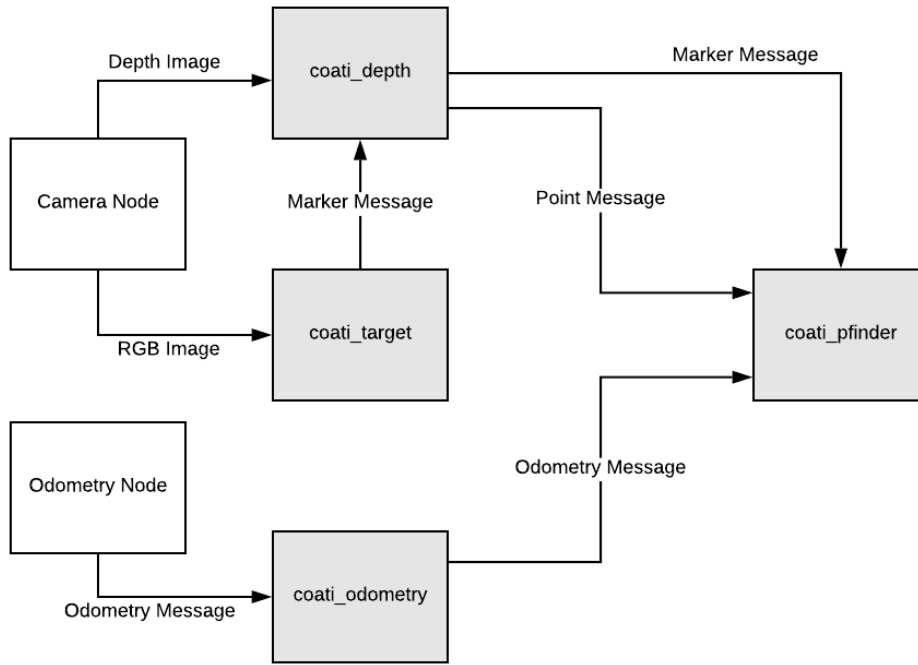 Depth Image
coati_depth
Marker Message
Camera Node
Marker Message
Point Message
RGB Image
coati_target
coati_pfinder
Odometry Node
Odometry Message
Odometry Message
coati_odometry